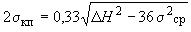 2σкп = 0,33√(ΔH² − 36σ²ср)